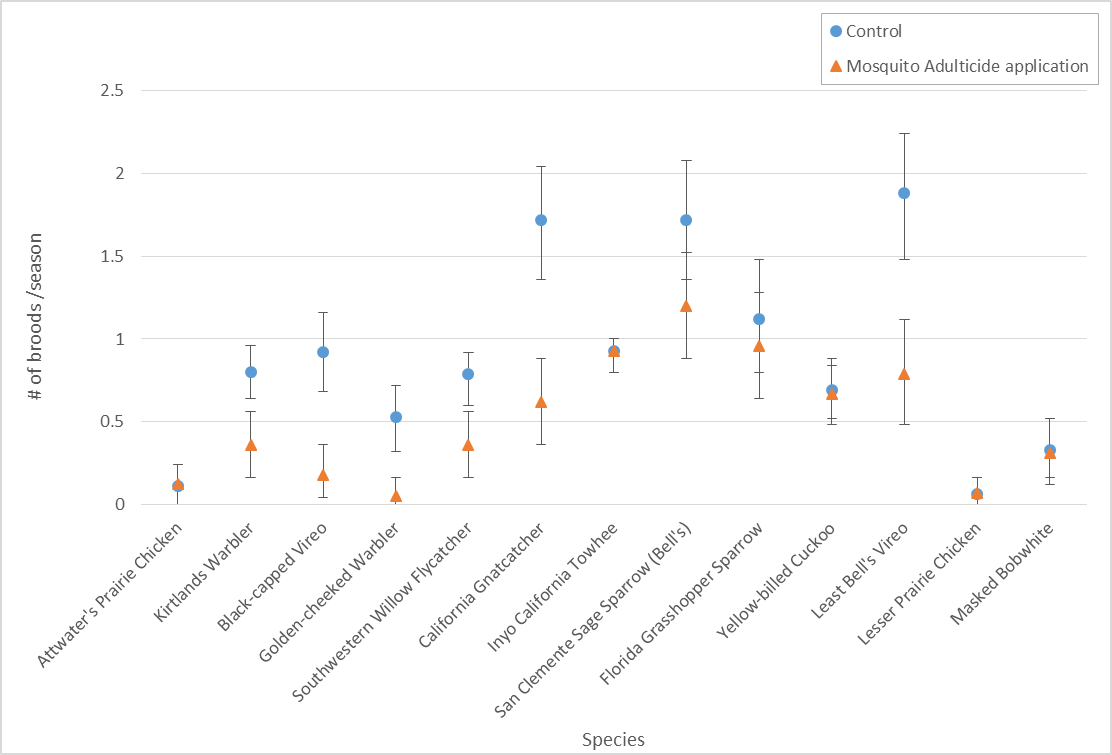 Control
Mosquito Adulticide application
2.5
2
1.5
1
0.5
0
# of broods /season
Attwater's Prairie Chicken
Kirtlands Warbler
Black-capped Vireo
Golden-cheeked Warbler
Southwestern Willow Flycatcher
California Gnatcatcher
Inyo California Towhee
San Clemente Sage Sparrow (Bell's)
Florida Grasshopper Sparrow
Yellow-billed Cuckoo
Least Bell's Vireo
Lesser Prairie Chicken
Masked Bobwhite
Species